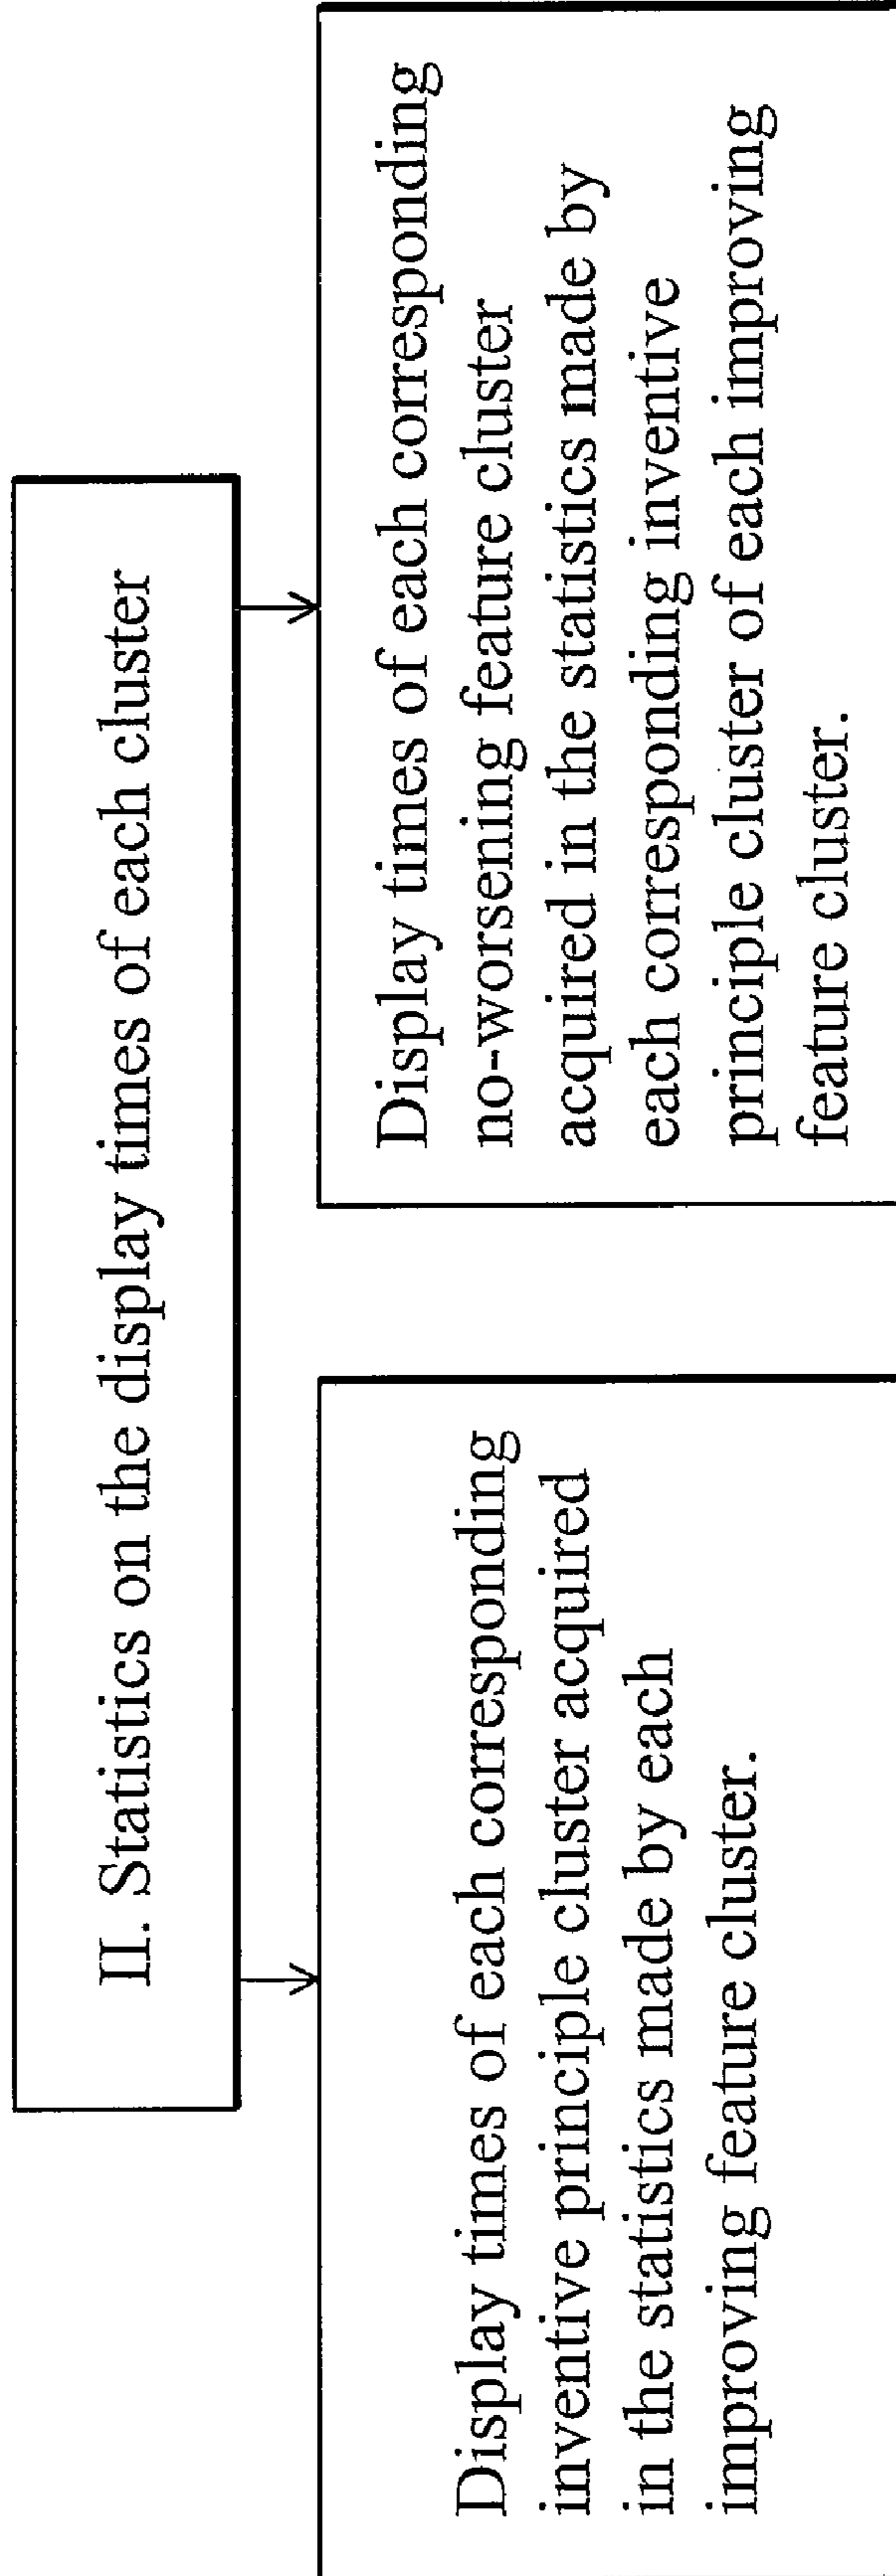 II. Statistics on the display times of each cluster
Display times of each corresponding
inventive principle cluster acquired
in the statistics made by each
improving feature cluster.
Display times of each corresponding
no-worsening feature cluster
acquired in the statistics made by
each corresponding inventive
principle cluster of each improving
feature cluster.